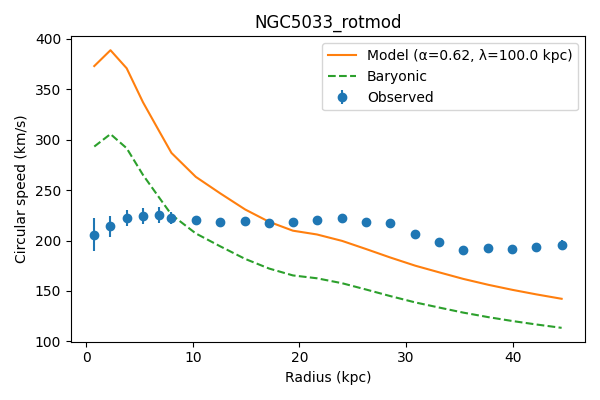 NGC5033_rotmod
Circular speed (km/s)
400
350
300
250
200
150
100
Model (α=0.62, λ=100.0 kpc)
Baryonic
Observed
0
10
20
30
40
Radius (kpc)